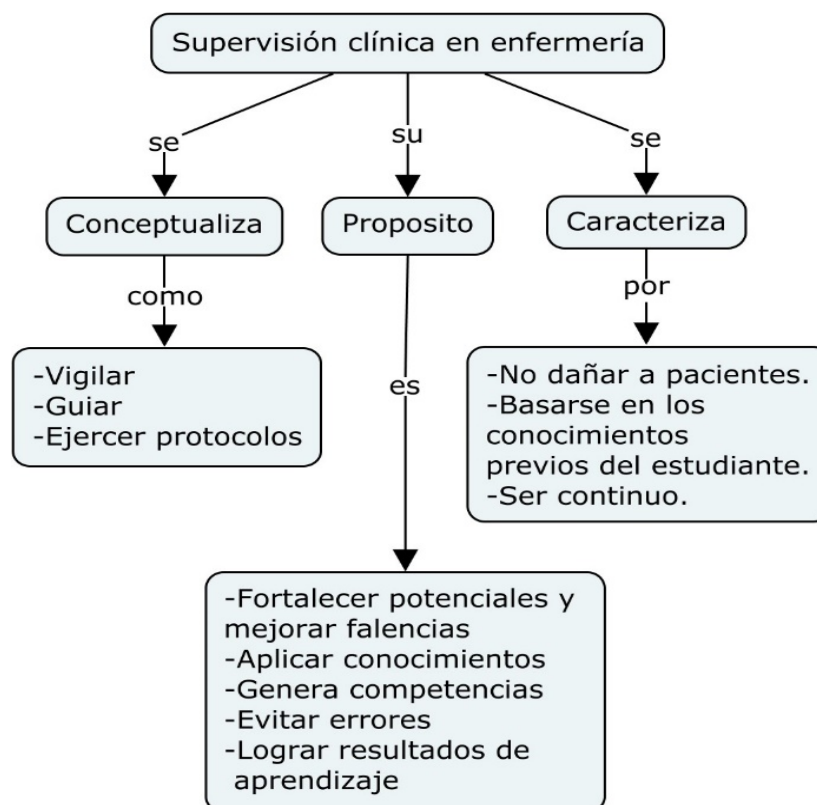 Supervisión clínica en enfermería
se
su
se
Conceptualiza
Proposito
Caracteriza
como
es
por
-Vigilar
-Guiar
-Ejercer protocolos
-No dañar a pacientes.
-Basarse en los
conocimientos
previos del estudiante.
-Ser continuo.
-Fortalecer potenciales y
mejorar falencias
-Aplicar conocimientos
-Genera competencias
-Evitar errores
-Lograr resultados de
aprendizaje